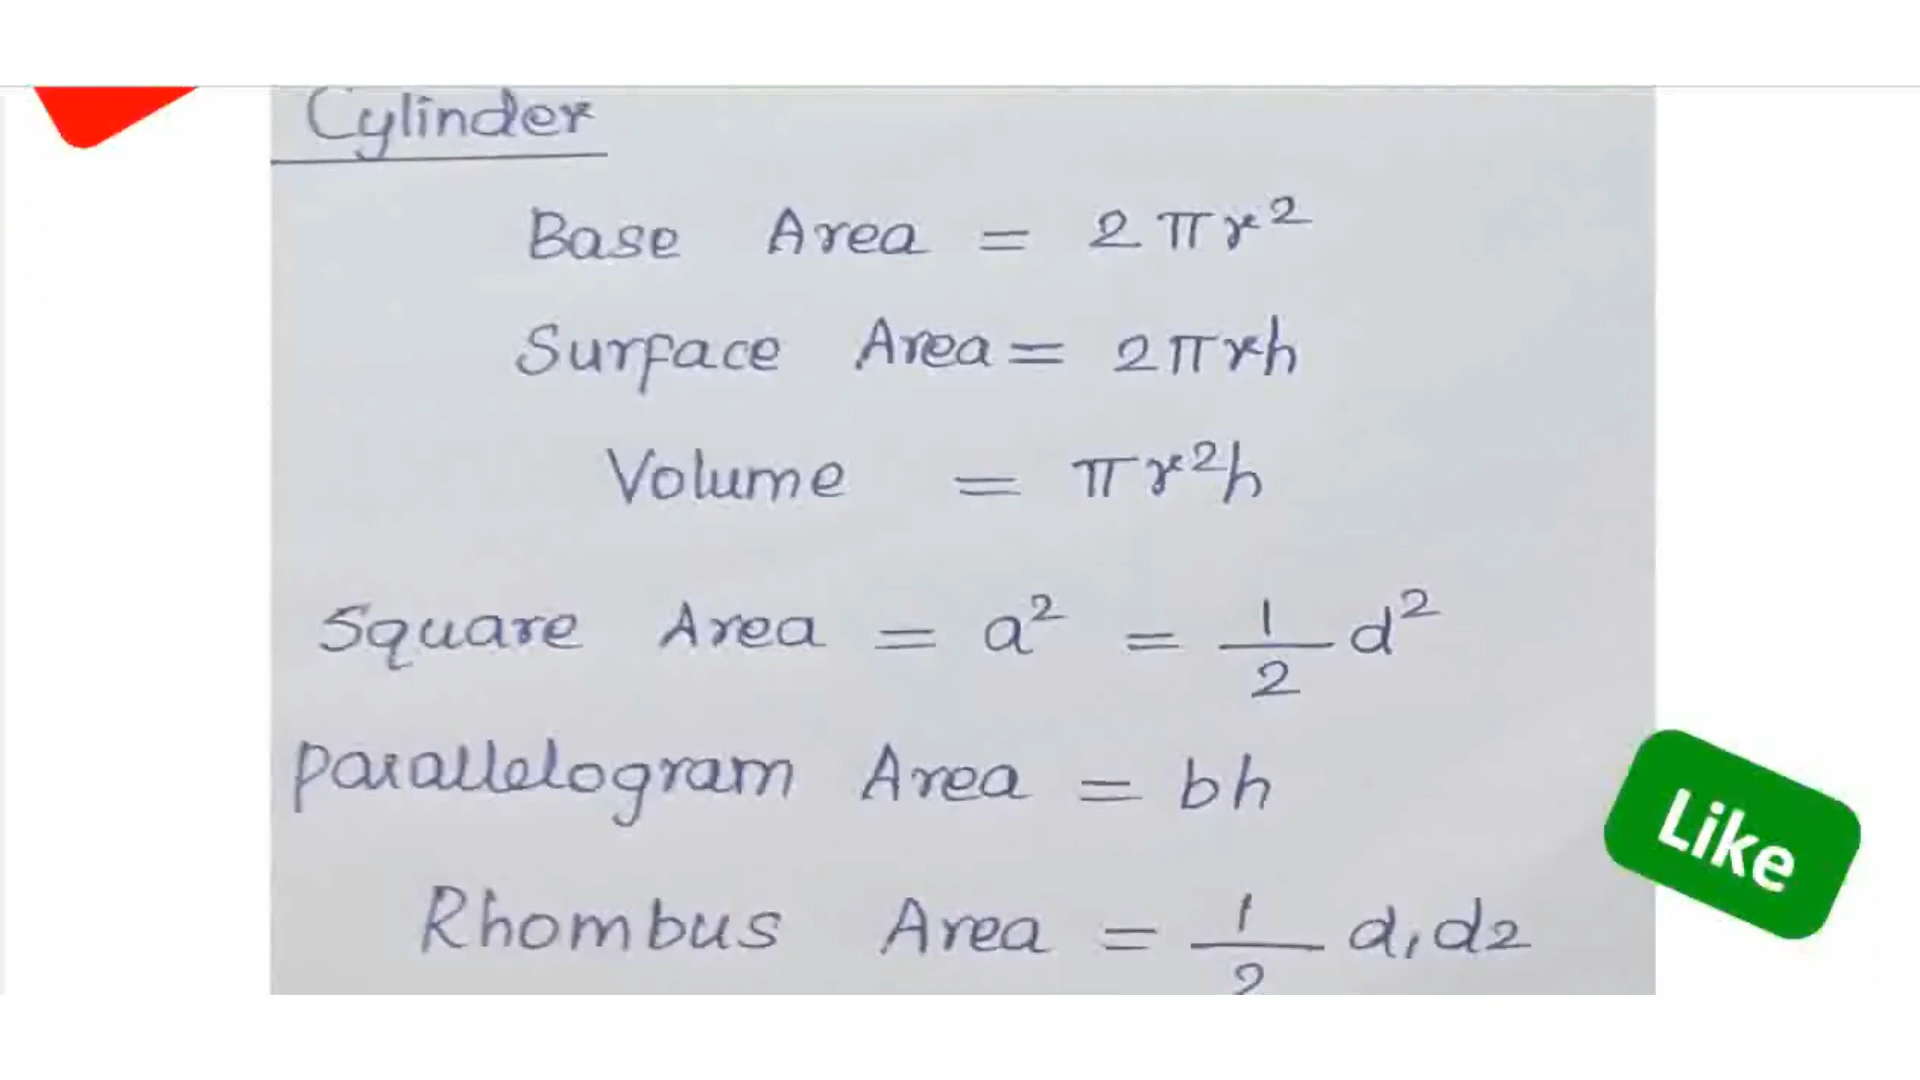 Cylinder
Base Area = 2πr²
Surface Area = 2πrh
Volume = πr²h
Square Area = a² = 1/2 d²
Parallelogram Area = bh
Like
Rhombus Area = 1/2 d1d2